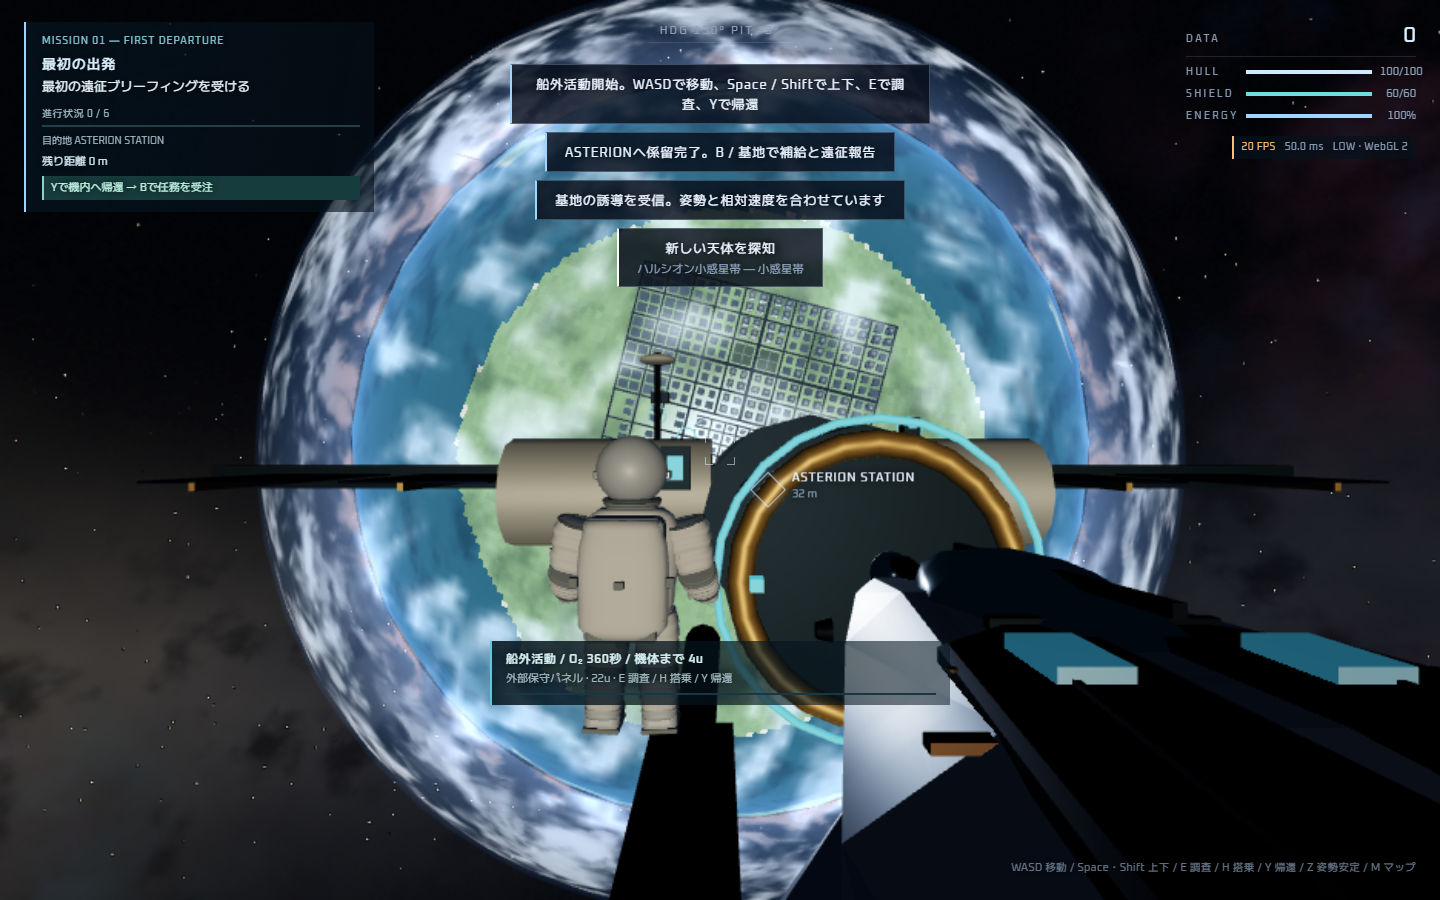 MISSION 01 — FIRST DEPARTURE
最初の出発
最初の遠征ブリーフィングを受ける
進行状況 0 / 6
目的地 ASTERION STATION
残り距離 0 m
Yで機内へ帰還 → Bで任務を受注
船外活動開始。WASDで移動、Space / Shiftで上下、Eで調
査、Yで帰還
ASTERIONへ係留完了。B / 基地で補給と遠征報告
基地の誘導を受信。姿勢と相対速度を合わせています
新しい天体を探知
ハルシオン小惑星帯 — 小惑星帯
DATA 0
HULL 100/100
SHIELD 60/60
ENERGY 100%
20 FPS 50.0 ms LOW · WebGL 2
ASTERION STATION
32 m
船外活動 / O₂ 360秒 / 機体まで 4u
外部保守パネル · 22u · E 調査 / H 搭乗 / Y 帰還
WASD 移動 / Space · Shift 上下 / E 調査 / H 搭乗 / Y 帰還 / Z 姿勢安定 / M マップ